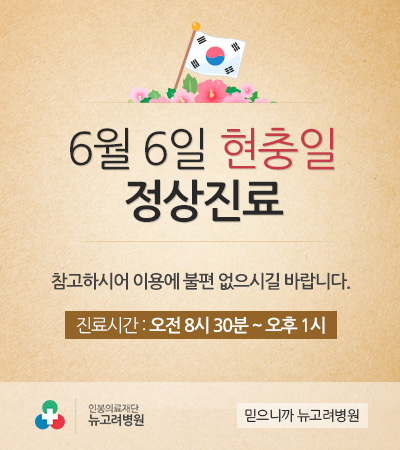 6월 6일 현충일
정상진료
참고하시어 이용에 불편 없으시길 바랍니다.
진료시간 : 오전 8시 30분 ~ 오후 1시
인봉의료재단
뉴고려병원
믿으니까 뉴고려병원